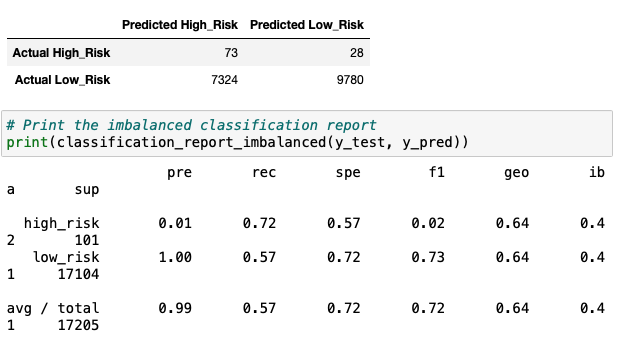 Predicted High_Risk Predicted Low_Risk
Actual High_Risk 73 28
Actual Low_Risk 7324 9780
# Print the imbalanced classification report
print(classification_report_imbalanced(y_test, y_pred))
pre rec spe f1 geo ib
a sup
high_risk 0.01 0.72 0.57 0.02 0.64 0.4
2 101
low_risk 1.00 0.57 0.72 0.73 0.64 0.4
1 17104
avg / total 0.99 0.57 0.72 0.72 0.64 0.4
1 17205